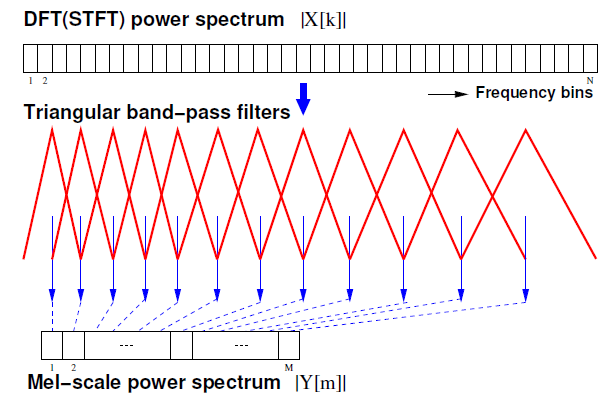 DFT(STFT) power spectrum |X[k]|
1 2 N
Frequency bins
Triangular band-pass filters
--- ---
1 2 M
Mel-scale power spectrum |Y[m]|